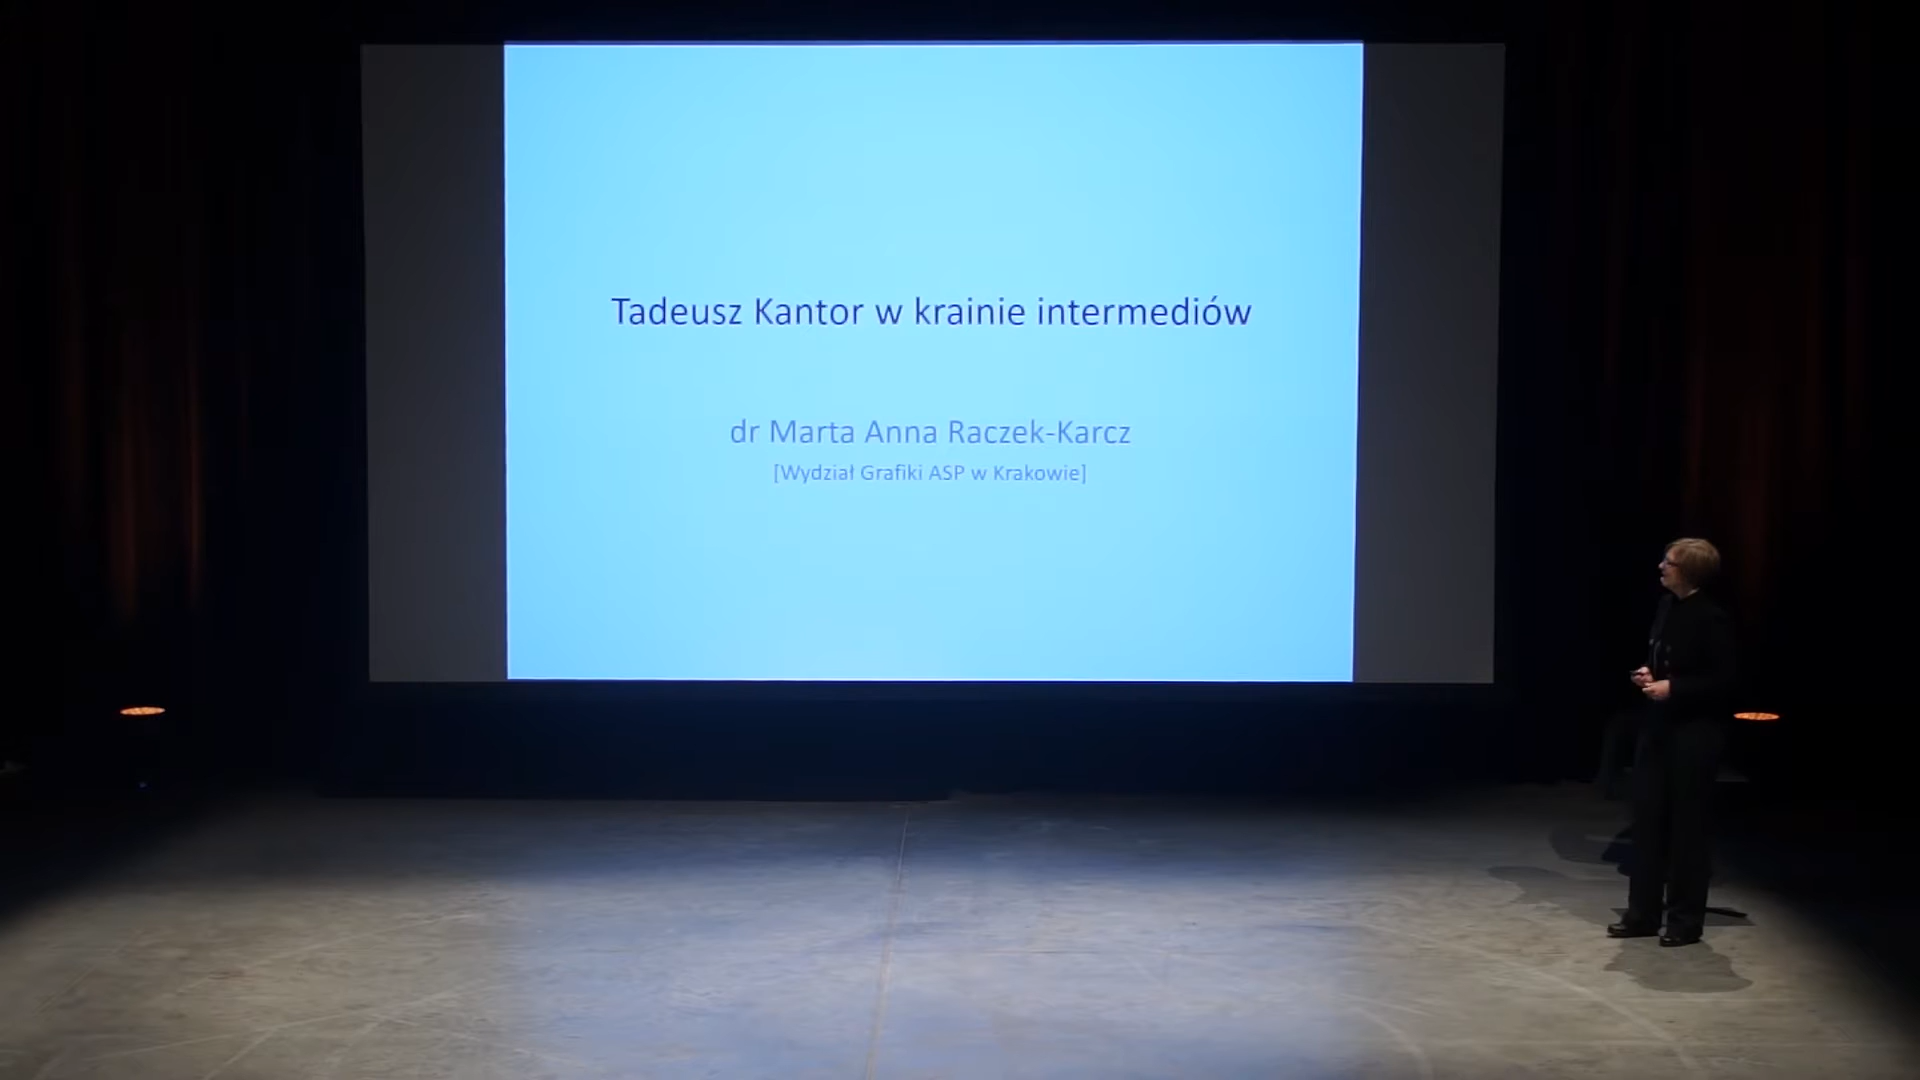 Tadeusz Kantor w krainie intermediów
dr Marta Anna Raczek-Karcz
[Wydział Grafiki ASP w Krakowie]